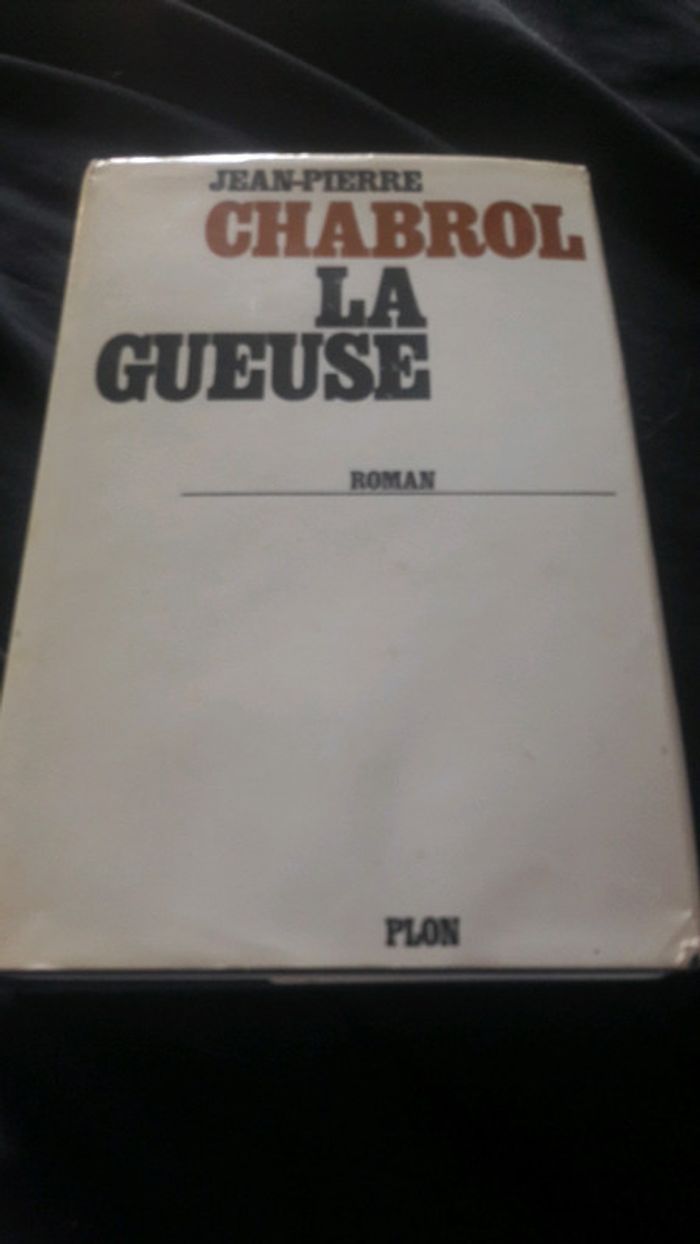 JEAN-PIERRE
CHABROL
LA
GUEUSE
ROMAN
PLON